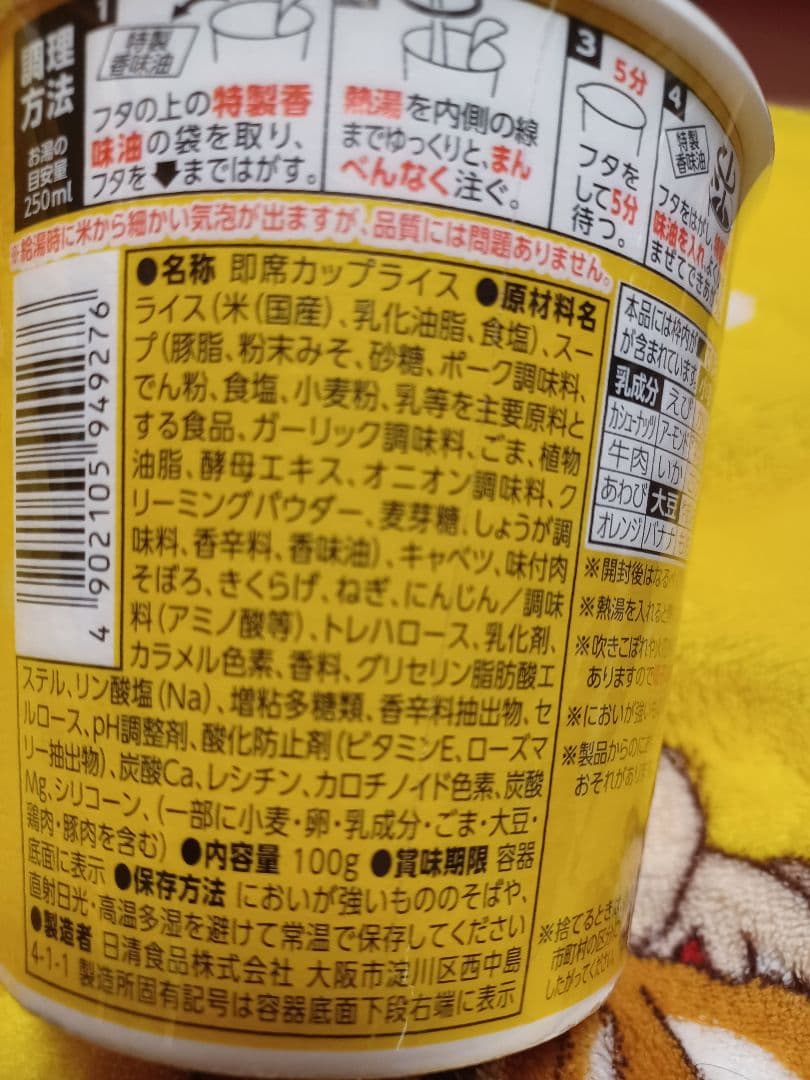 調理
方法
お湯の
目安量
250ml
1
特製
香味油
フタの上の特製香
味油の袋を取り、
フタを⬇まではがす。
熱湯を内側の線
までゆっくりと、まん
べんなく注ぐ。
3
5分
フタを
して5分
待つ。
4
特製
香味油
フタをはがし、
味油を入れ、よく
まぜてできあ
※給湯時に米から細かい気泡が出ますが、品質には問題ありません。
●名称 即席カップライス ●原材料名
ライス(米(国産)、乳化油脂、食塩)、スー
プ(豚脂、粉末みそ、砂糖、ポーク調味料、
でん粉、食塩、小麦粉、乳等を主要原料と
する食品、ガーリック調味料、ごま、植物
油脂、酵母エキス、オニオン調味料、ク
リーミングパウダー、麦芽糖、しょうが調
味料、香辛料、香味油)、キャベツ、味付肉
そぼろ、きくらげ、ねぎ、にんじん/調味
料(アミノ酸等)、トレハロース、乳化剤、
カラメル色素、香料、グリセリン脂肪酸エ
ステル、リン酸塩(Na)、増粘多糖類、香辛料抽出物、セ
ルロース、pH調整剤、酸化防止剤(ビタミンE、ローズマ
リー抽出物)、炭酸Ca、レシチン、カロチノイド色素、炭酸
Mg、シリコーン、(一部に小麦・卵・乳成分・ごま・大豆・
鶏肉・豚肉を含む) ●内容量 100g ●賞味期限 容器
底面に表示 ●保存方法 においが強いもののそばや、
直射日光・高温多湿を避けて常温で保存してください
●製造者 日清食品株式会社 大阪市淀川区西中島
4-1-1 製造所固有記号は容器底面下段右端に表示
4 902105 949276
本品には枠内が
が含まれています。
乳成分 えび
カシューナッツ アーモン
牛肉 いか
あわび 大豆
オレンジ バナナ
※開封後はなる
※熱湯を入れる
※吹きこぼれや
ありますので
※においが強い
※製品からの
おそれがあり
※捨てるときは
市町村の区分
したがってください